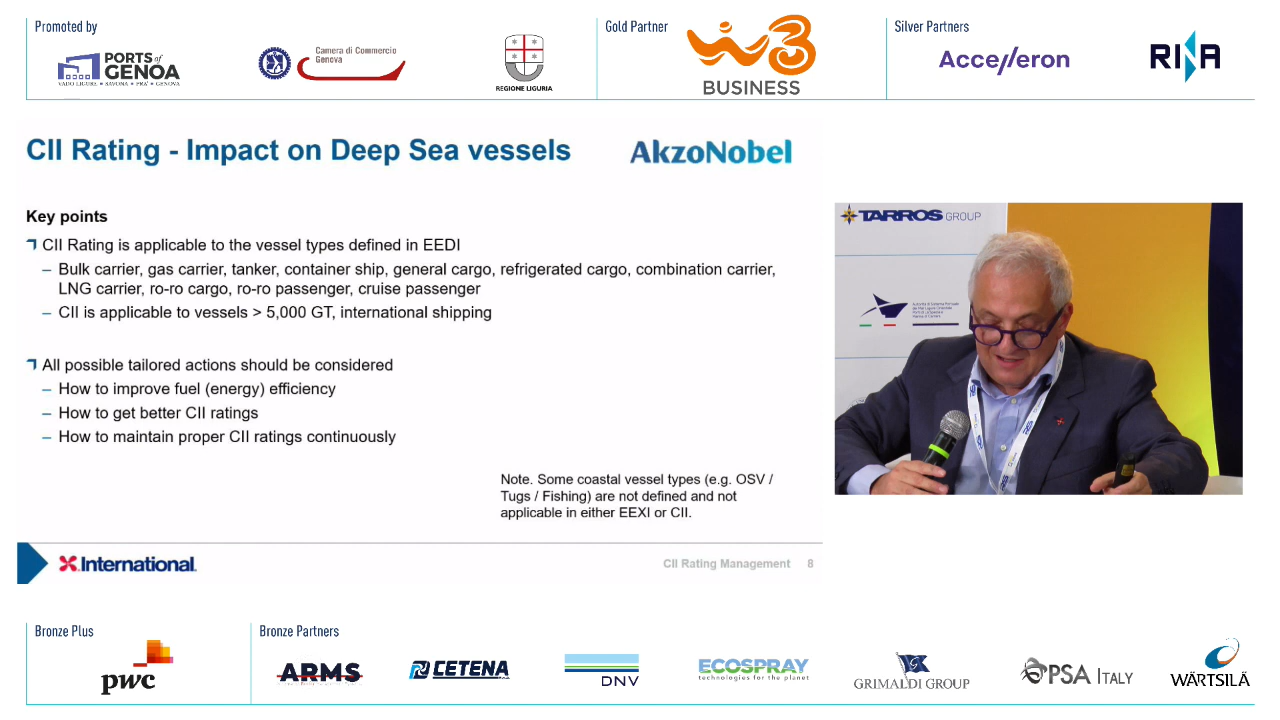 Promoted by
PORTS of
GENOA
VADO LIGURE • SAVONA • PRA' • GENOVA
Camera di Commercio
Genova
REGIONE LIGURIA
Gold Partner
W3
BUSINESS
Silver Partners
Accelleron
RINA
CII Rating - Impact on Deep Sea vessels
AkzoNobel
Key points
CII Rating is applicable to the vessel types defined in EEDI
– Bulk carrier, gas carrier, tanker, container ship, general cargo, refrigerated cargo, combination carrier,
LNG carrier, ro-ro cargo, ro-ro passenger, cruise passenger
– CII is applicable to vessels > 5,000 GT, international shipping
All possible tailored actions should be considered
– How to improve fuel (energy) efficiency
– How to get better CII ratings
– How to maintain proper CII ratings continuously
Note. Some coastal vessel types (e.g. OSV /
Tugs / Fishing) are not defined and not
applicable in either EEXI or CII.
International.
CII Rating Management 8
TARROS GROUP
Bronze Plus
pwc
Bronze Partners
ARMS
CETENA
DNV
ECOSPRAY
technologies for the planet
GRIMALDI GROUP
PSA ITALY
WÄRTSILÄ